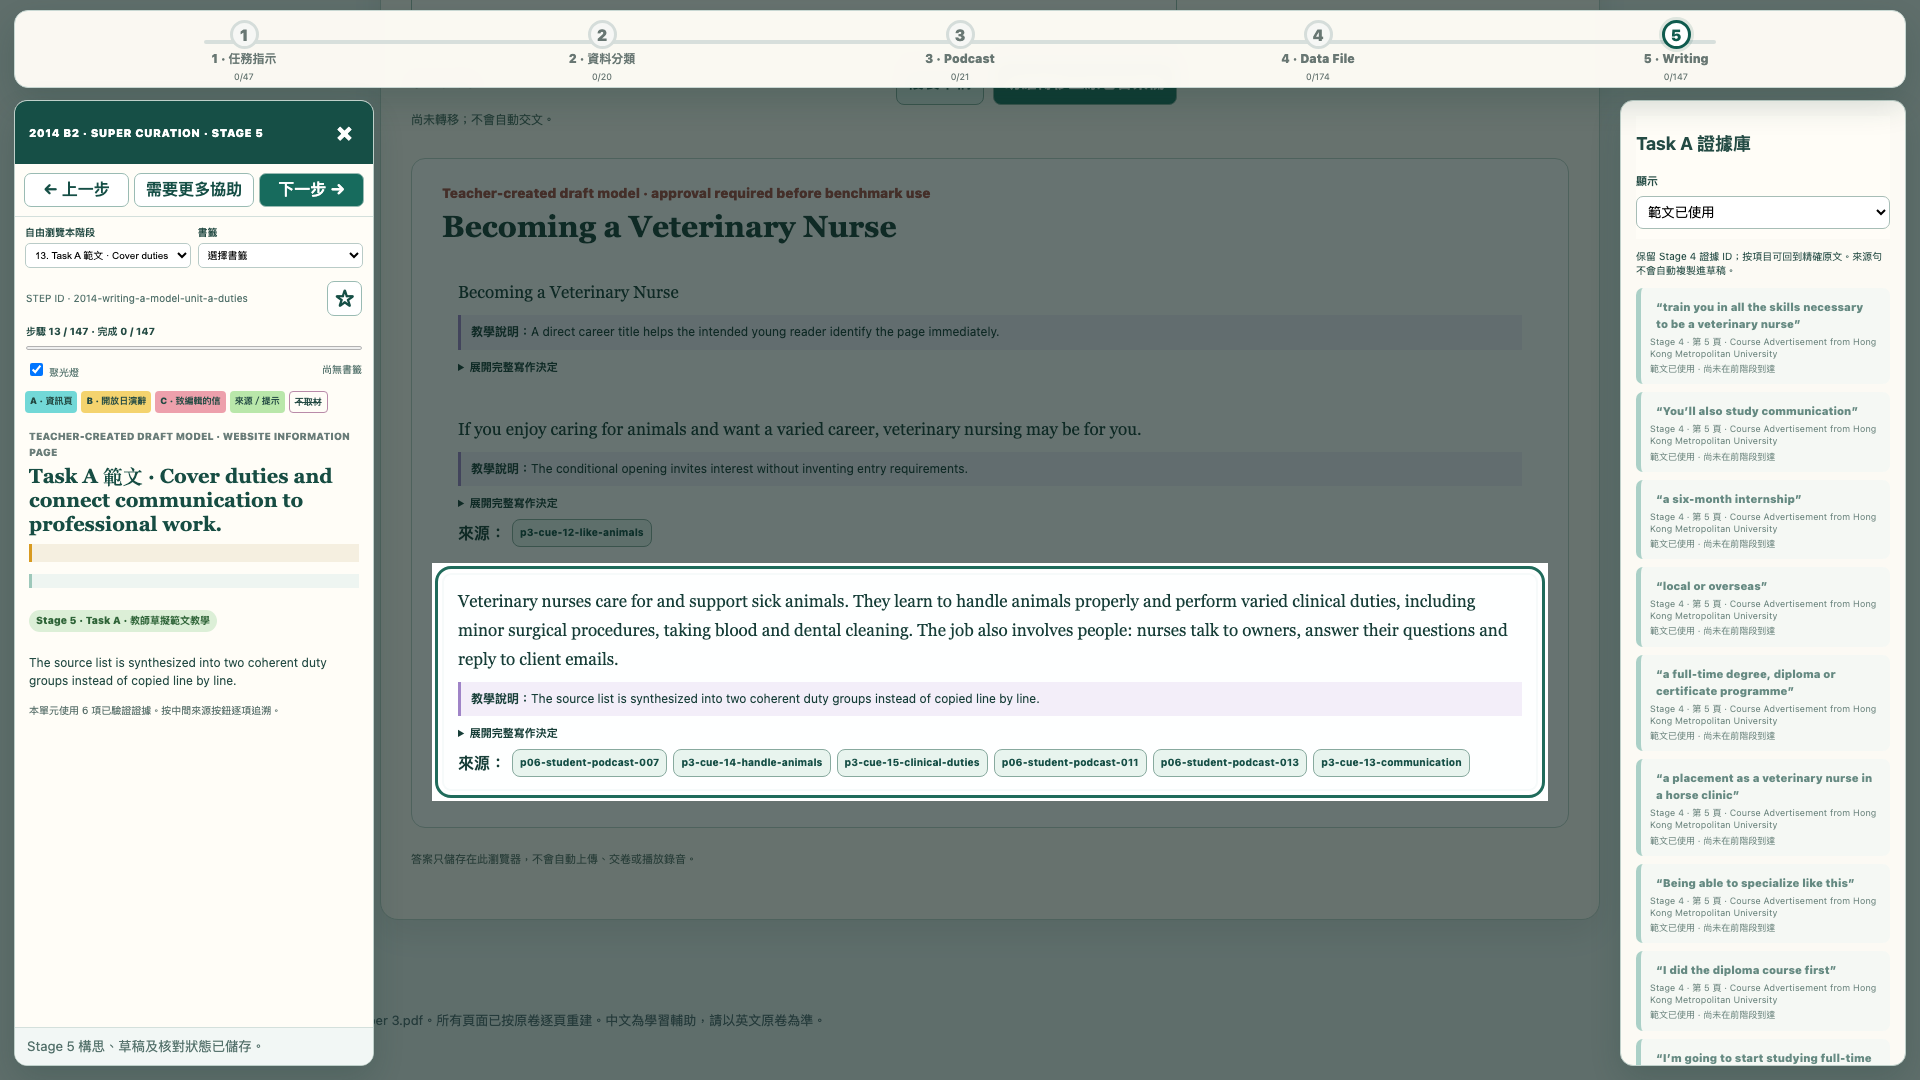 1
1 · 任務指示
0/47
2
2 · 資料分類
0/20
3
3 · Podcast
0/21
4
4 · Data File
0/174
5
5 · Writing
0/147
2014 B2 · SUPER CURATION · STAGE 5
← 上一步
需要更多協助
下一步 →
自由瀏覽本階段
書籤
13. Task A 範文 · Cover duties
選擇書籤
STEP ID · 2014-writing-a-model-unit-a-duties
步驟 13 / 147 · 完成 0 / 147
聚光燈
尚無書籤
A · 資訊頁
B · 開放日演辭
C · 致編輯的信
來源 / 提示
不取材
TEACHER-CREATED DRAFT MODEL · WEBSITE INFORMATION
PAGE
Task A 範文 · Cover duties and
connect communication to
professional work.
Stage 5 · Task A · 教師草擬範文教學
The source list is synthesized into two coherent duty
groups instead of copied line by line.
本單元使用 6 項已驗證證據。按中間來源按鈕逐項追溯。
Stage 5 構思、草稿及核對狀態已儲存。
尚未轉移；不會自動交文。
Teacher-created draft model · approval required before benchmark use
Becoming a Veterinary Nurse
Becoming a Veterinary Nurse
教學說明：A direct career title helps the intended young reader identify the page immediately.
▶ 展開完整寫作決定
If you enjoy caring for animals and want a varied career, veterinary nursing may be for you.
教學說明：The conditional opening invites interest without inventing entry requirements.
▶ 展開完整寫作決定
來源： p3-cue-12-like-animals
Veterinary nurses care for and support sick animals. They learn to handle animals properly and perform varied clinical duties, including
minor surgical procedures, taking blood and dental cleaning. The job also involves people: nurses talk to owners, answer their questions and
reply to client emails.
教學說明：The source list is synthesized into two coherent duty groups instead of copied line by line.
▶ 展開完整寫作決定
來源： p06-student-podcast-007 p3-cue-14-handle-animals p3-cue-15-clinical-duties p06-student-podcast-011 p06-student-podcast-013 p3-cue-13-communication
答案只儲存在此瀏覽器，不會自動上傳、交卷或播放錄音。
er 3.pdf。所有頁面已按原卷逐頁重建。中文為學習輔助，請以英文原卷為準。
Task A 證據庫
顯示
範文已使用
保留 Stage 4 證據 ID；按項目可回到精確原文。來源句
不會自動複製進草稿。
“train you in all the skills necessary
to be a veterinary nurse”
Stage 4 · 第 5 頁 · Course Advertisement from Hong
Kong Metropolitan University
範文已使用 · 尚未在前階段到達
“You’ll also study communication”
Stage 4 · 第 5 頁 · Course Advertisement from Hong
Kong Metropolitan University
範文已使用 · 尚未在前階段到達
“a six-month internship”
Stage 4 · 第 5 頁 · Course Advertisement from Hong
Kong Metropolitan University
範文已使用 · 尚未在前階段到達
“local or overseas”
Stage 4 · 第 5 頁 · Course Advertisement from Hong
Kong Metropolitan University
範文已使用 · 尚未在前階段到達
“a full-time degree, diploma or
certificate programme”
Stage 4 · 第 5 頁 · Course Advertisement from Hong
Kong Metropolitan University
範文已使用 · 尚未在前階段到達
“a placement as a veterinary nurse in
a horse clinic”
Stage 4 · 第 5 頁 · Course Advertisement from Hong
Kong Metropolitan University
範文已使用 · 尚未在前階段到達
“Being able to specialize like this”
Stage 4 · 第 5 頁 · Course Advertisement from Hong
Kong Metropolitan University
範文已使用 · 尚未在前階段到達
“I did the diploma course first”
Stage 4 · 第 5 頁 · Course Advertisement from Hong
Kong Metropolitan University
範文已使用 · 尚未在前階段到達
“I’m going to start studying full-time